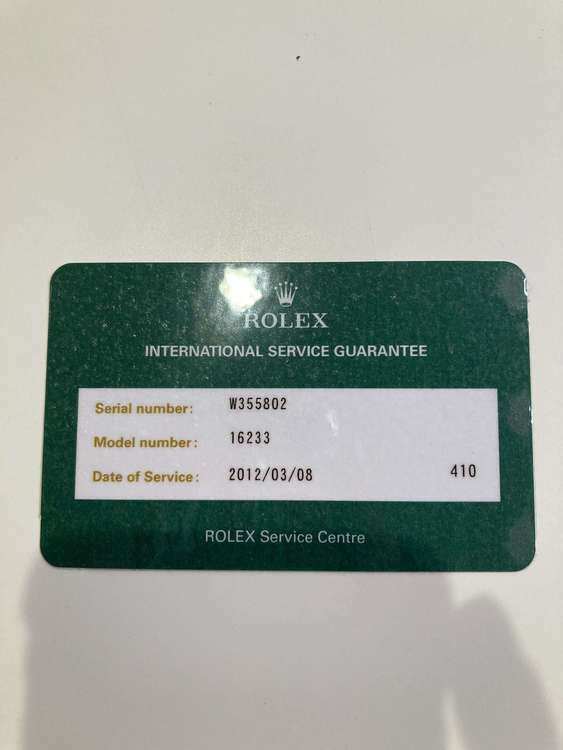 ROLEX
INTERNATIONAL SERVICE GUARANTEE
Serial number: W355802
Model number: 16233
Date of Service: 2012/03/08 410
ROLEX Service Centre